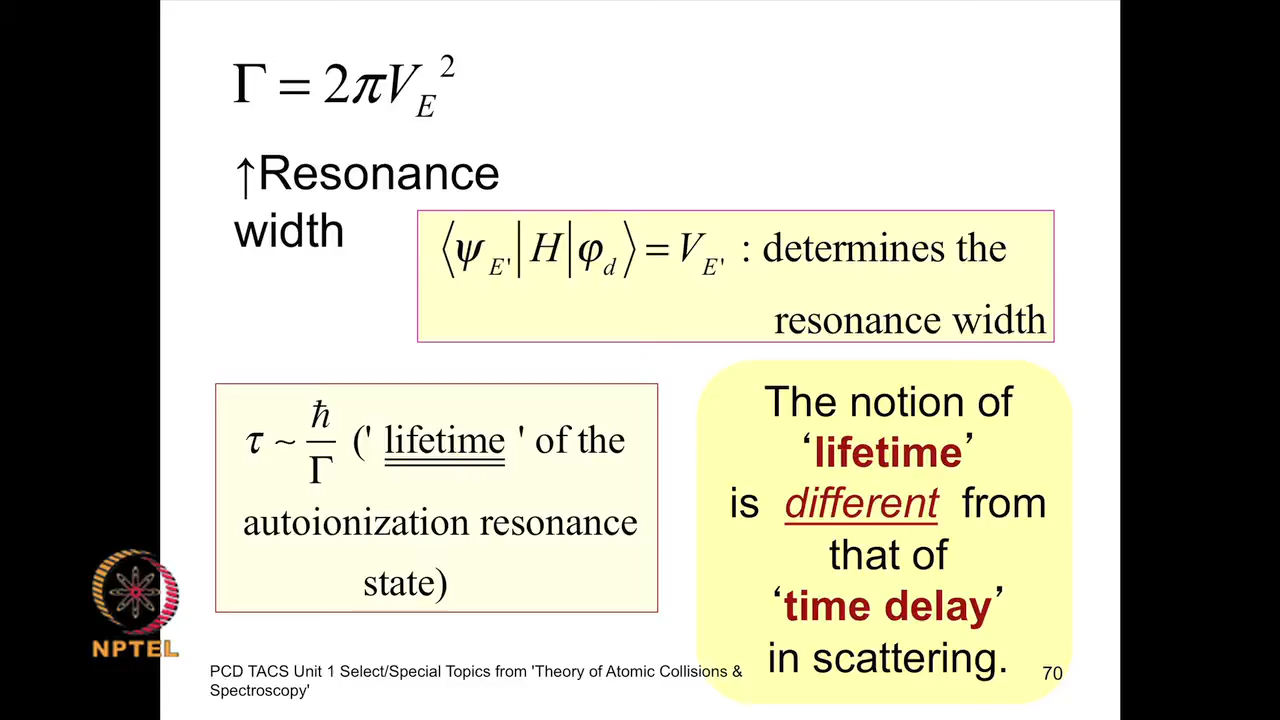 Γ = 2πV_E²
↑Resonance
width
⟨ψ_E'|H|φ_d⟩ = V_E' : determines the
resonance width
τ ~ ħ/Γ (' lifetime ' of the
autoionization resonance
state)
The notion of
‘lifetime’
is different from
that of
‘time delay’
in scattering.
NPTEL
PCD TACS Unit 1 Select/Special Topics from 'Theory of Atomic Collisions &
Spectroscopy'
70